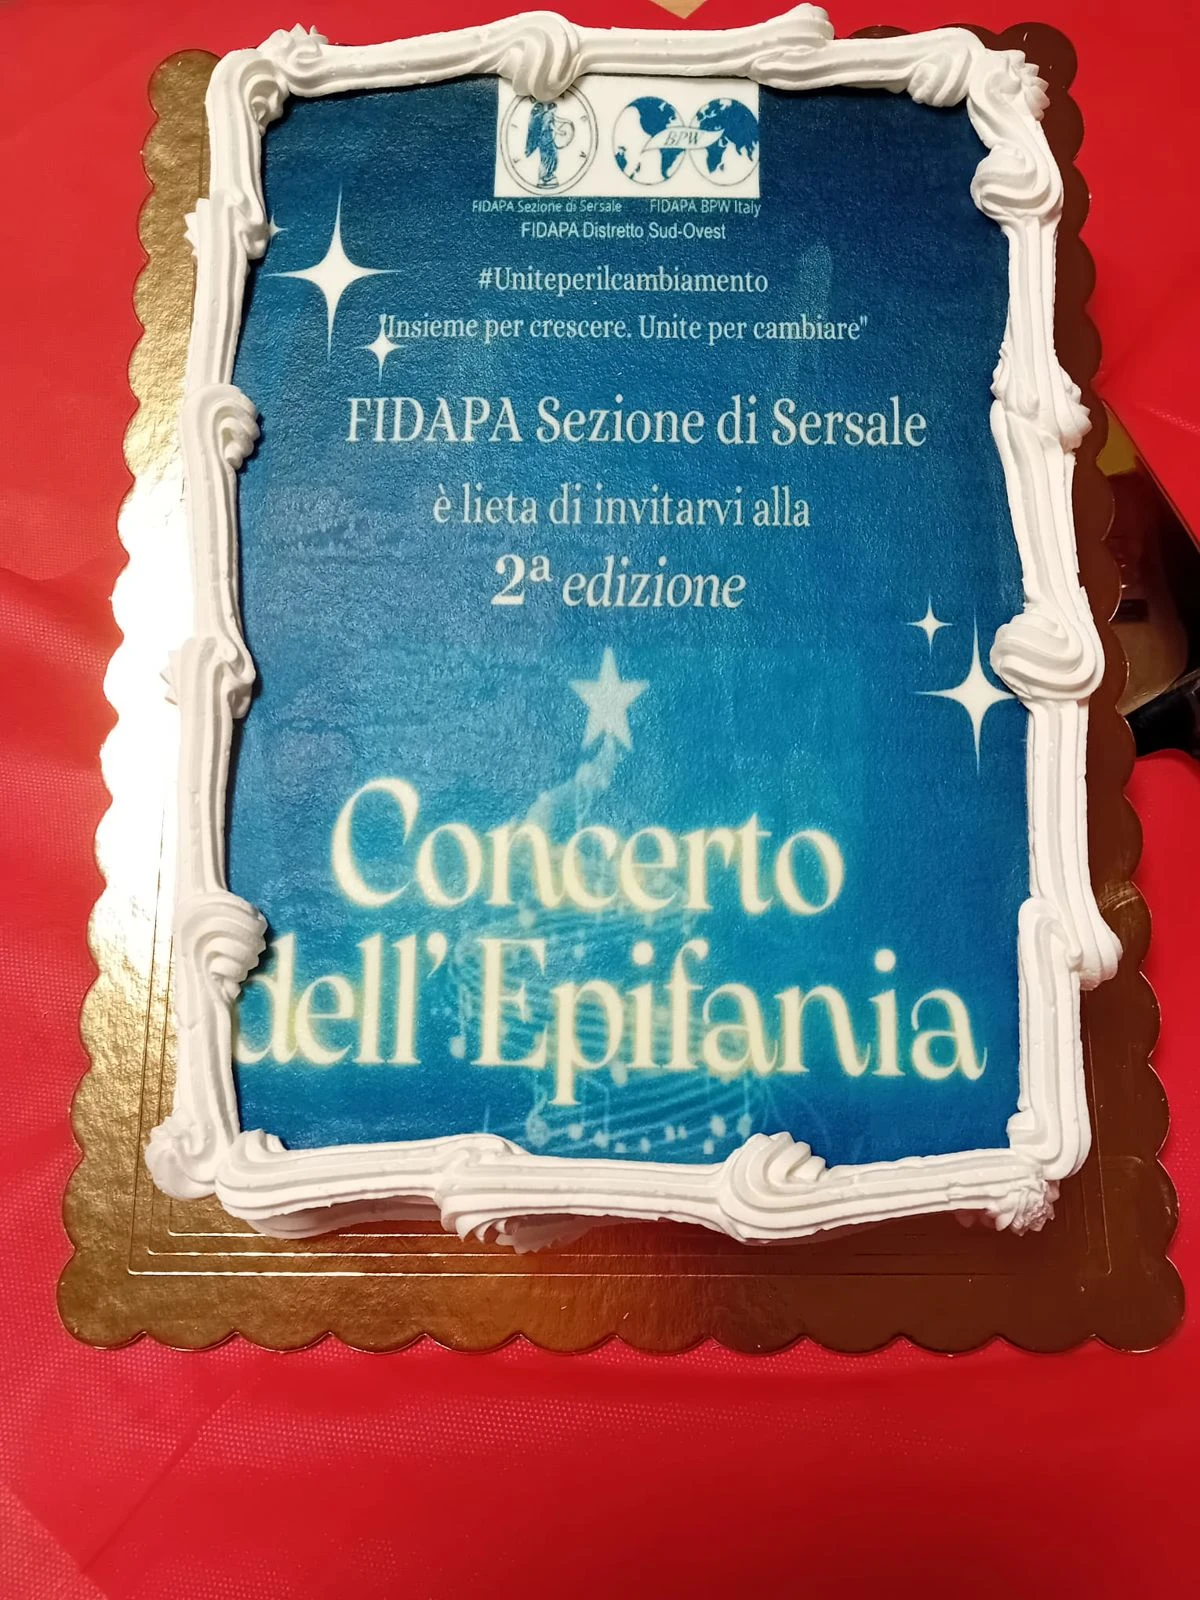 BPW
FIDAPA Sezione di Sersale FIDAPA BPW Italy
FIDAPA Distretto Sud-Ovest
#Uniteperilcambiamento
"Insieme per crescere. Unite per cambiare"
FIDAPA Sezione di Sersale
è lieta di invitarvi alla
2ª edizione
Concerto
dell'Epifania